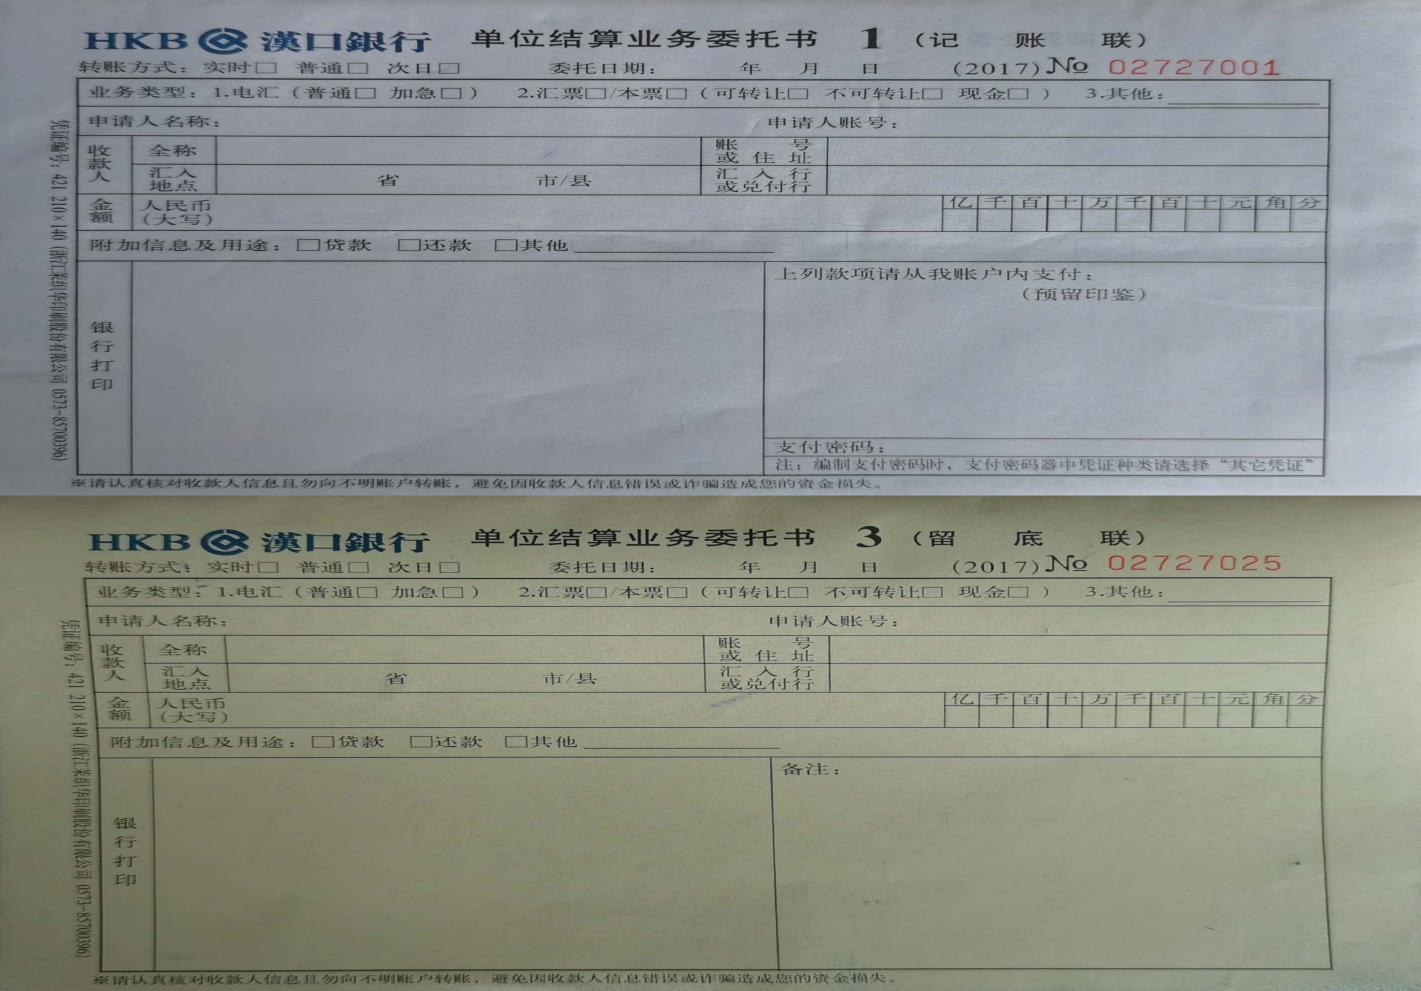 HKB 漢口銀行 单位结算业务委托书 1 (记 账 联)
转账方式: 实时□ 普通□ 次日□ 委托日期: 年 月 日 (2017) No 02727001
业务类型: 1.电汇 (普通□ 加急□) 2.汇票□/本票□ (可转让□ 不可转让□ 现金□ ) 3.其他:
申请人名称: 申请人账号:
收款人 全称 账 号 或 住 址
汇入地点 省 市/县 汇 入 行 或兑付行
金额 人民币 (大写) 亿 千 百 十 万 千 百 十 元 角 分
附加信息及用途: □贷款 □还款 □其他
银行打印
上列款项请从我账户内支付:
(预留印鉴)
支付密码:
注: 编制支付密码时, 支付密码器中凭证种类请选择“其它凭证”
※请认真核对收款人信息且勿向不明账户转账, 避免因收款人信息错误或诈骗造成您的资金损失。
凭证编号: 421 210×140 0573-85700396
HKB 漢口銀行 单位结算业务委托书 3 (留 底 联)
转账方式: 实时□ 普通□ 次日□ 委托日期: 年 月 日 (2017) No 02727025
业务类型: 1.电汇 (普通□ 加急□) 2.汇票□/本票□ (可转让□ 不可转让□ 现金□ ) 3.其他:
申请人名称: 申请人账号:
收款人 全称 账 号 或 住 址
汇入地点 省 市/县 汇 入 行 或兑付行
金额 人民币 (大写) 亿 千 百 十 万 千 百 十 元 角 分
附加信息及用途: □贷款 □还款 □其他
银行打印
备注:
※请认真核对收款人信息且勿向不明账户转账, 避免因收款人信息错误或诈骗造成您的资金损失。
凭证编号: 421 210×140 0573-85700396